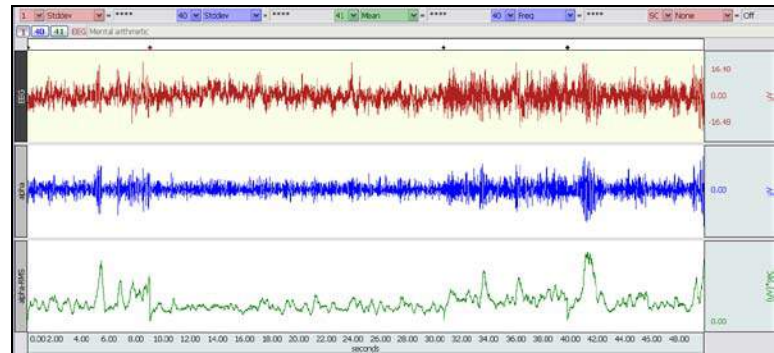 1 Stddev = **** 40 Stddev = **** 41 Mean = **** 40 Freq = **** SC None = Off
1 40 41 EEG Mental arithmetic
EEG
16.40
0.00
-16.48
µV
alpha
0.00
µV
alpha-RMS
0.00
0.00 2.00 4.00 6.00 8.00 10.00 12.00 14.00 16.00 18.00 20.00 22.00 24.00 26.00 28.00 30.00 32.00 34.00 36.00 38.00 40.00 42.00 44.00 46.00 48.00
seconds